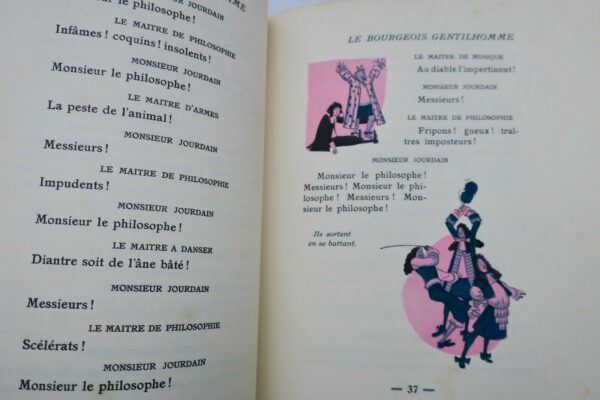 Monsieur le philosophe!
LE MAITRE DE PHILOSOPHIE
Infâmes! coquins! insolents!
MONSIEUR JOURDAIN
Monsieur le philosophe!
LE MAITRE D'ARMES
La peste de l'animal!
MONSIEUR JOURDAIN
Messieurs!
LE MAITRE DE PHILOSOPHIE
Impudents!
MONSIEUR JOURDAIN
Monsieur le philosophe!
LE MAITRE A DANSER
Diantre soit de l'âne bâté!
MONSIEUR JOURDAIN
Messieurs!
LE MAITRE DE PHILOSOPHIE
Scélérats!
MONSIEUR JOURDAIN
Monsieur le philosophe!
LE BOURGEOIS GENTILHOMME
LE MAITRE DE MUSIQUE
Au diable l'impertinent!
MONSIEUR JOURDAIN
Messieurs!
LE MAITRE DE PHILOSOPHIE
Fripons! gueux! traî-
tres imposteurs!
MONSIEUR JOURDAIN
Monsieur le philosophe!
Messieurs! Monsieur le phi-
losophe! Messieurs! Mon-
sieur le philosophe!
Ils sortent
en se battant.
— 37 —